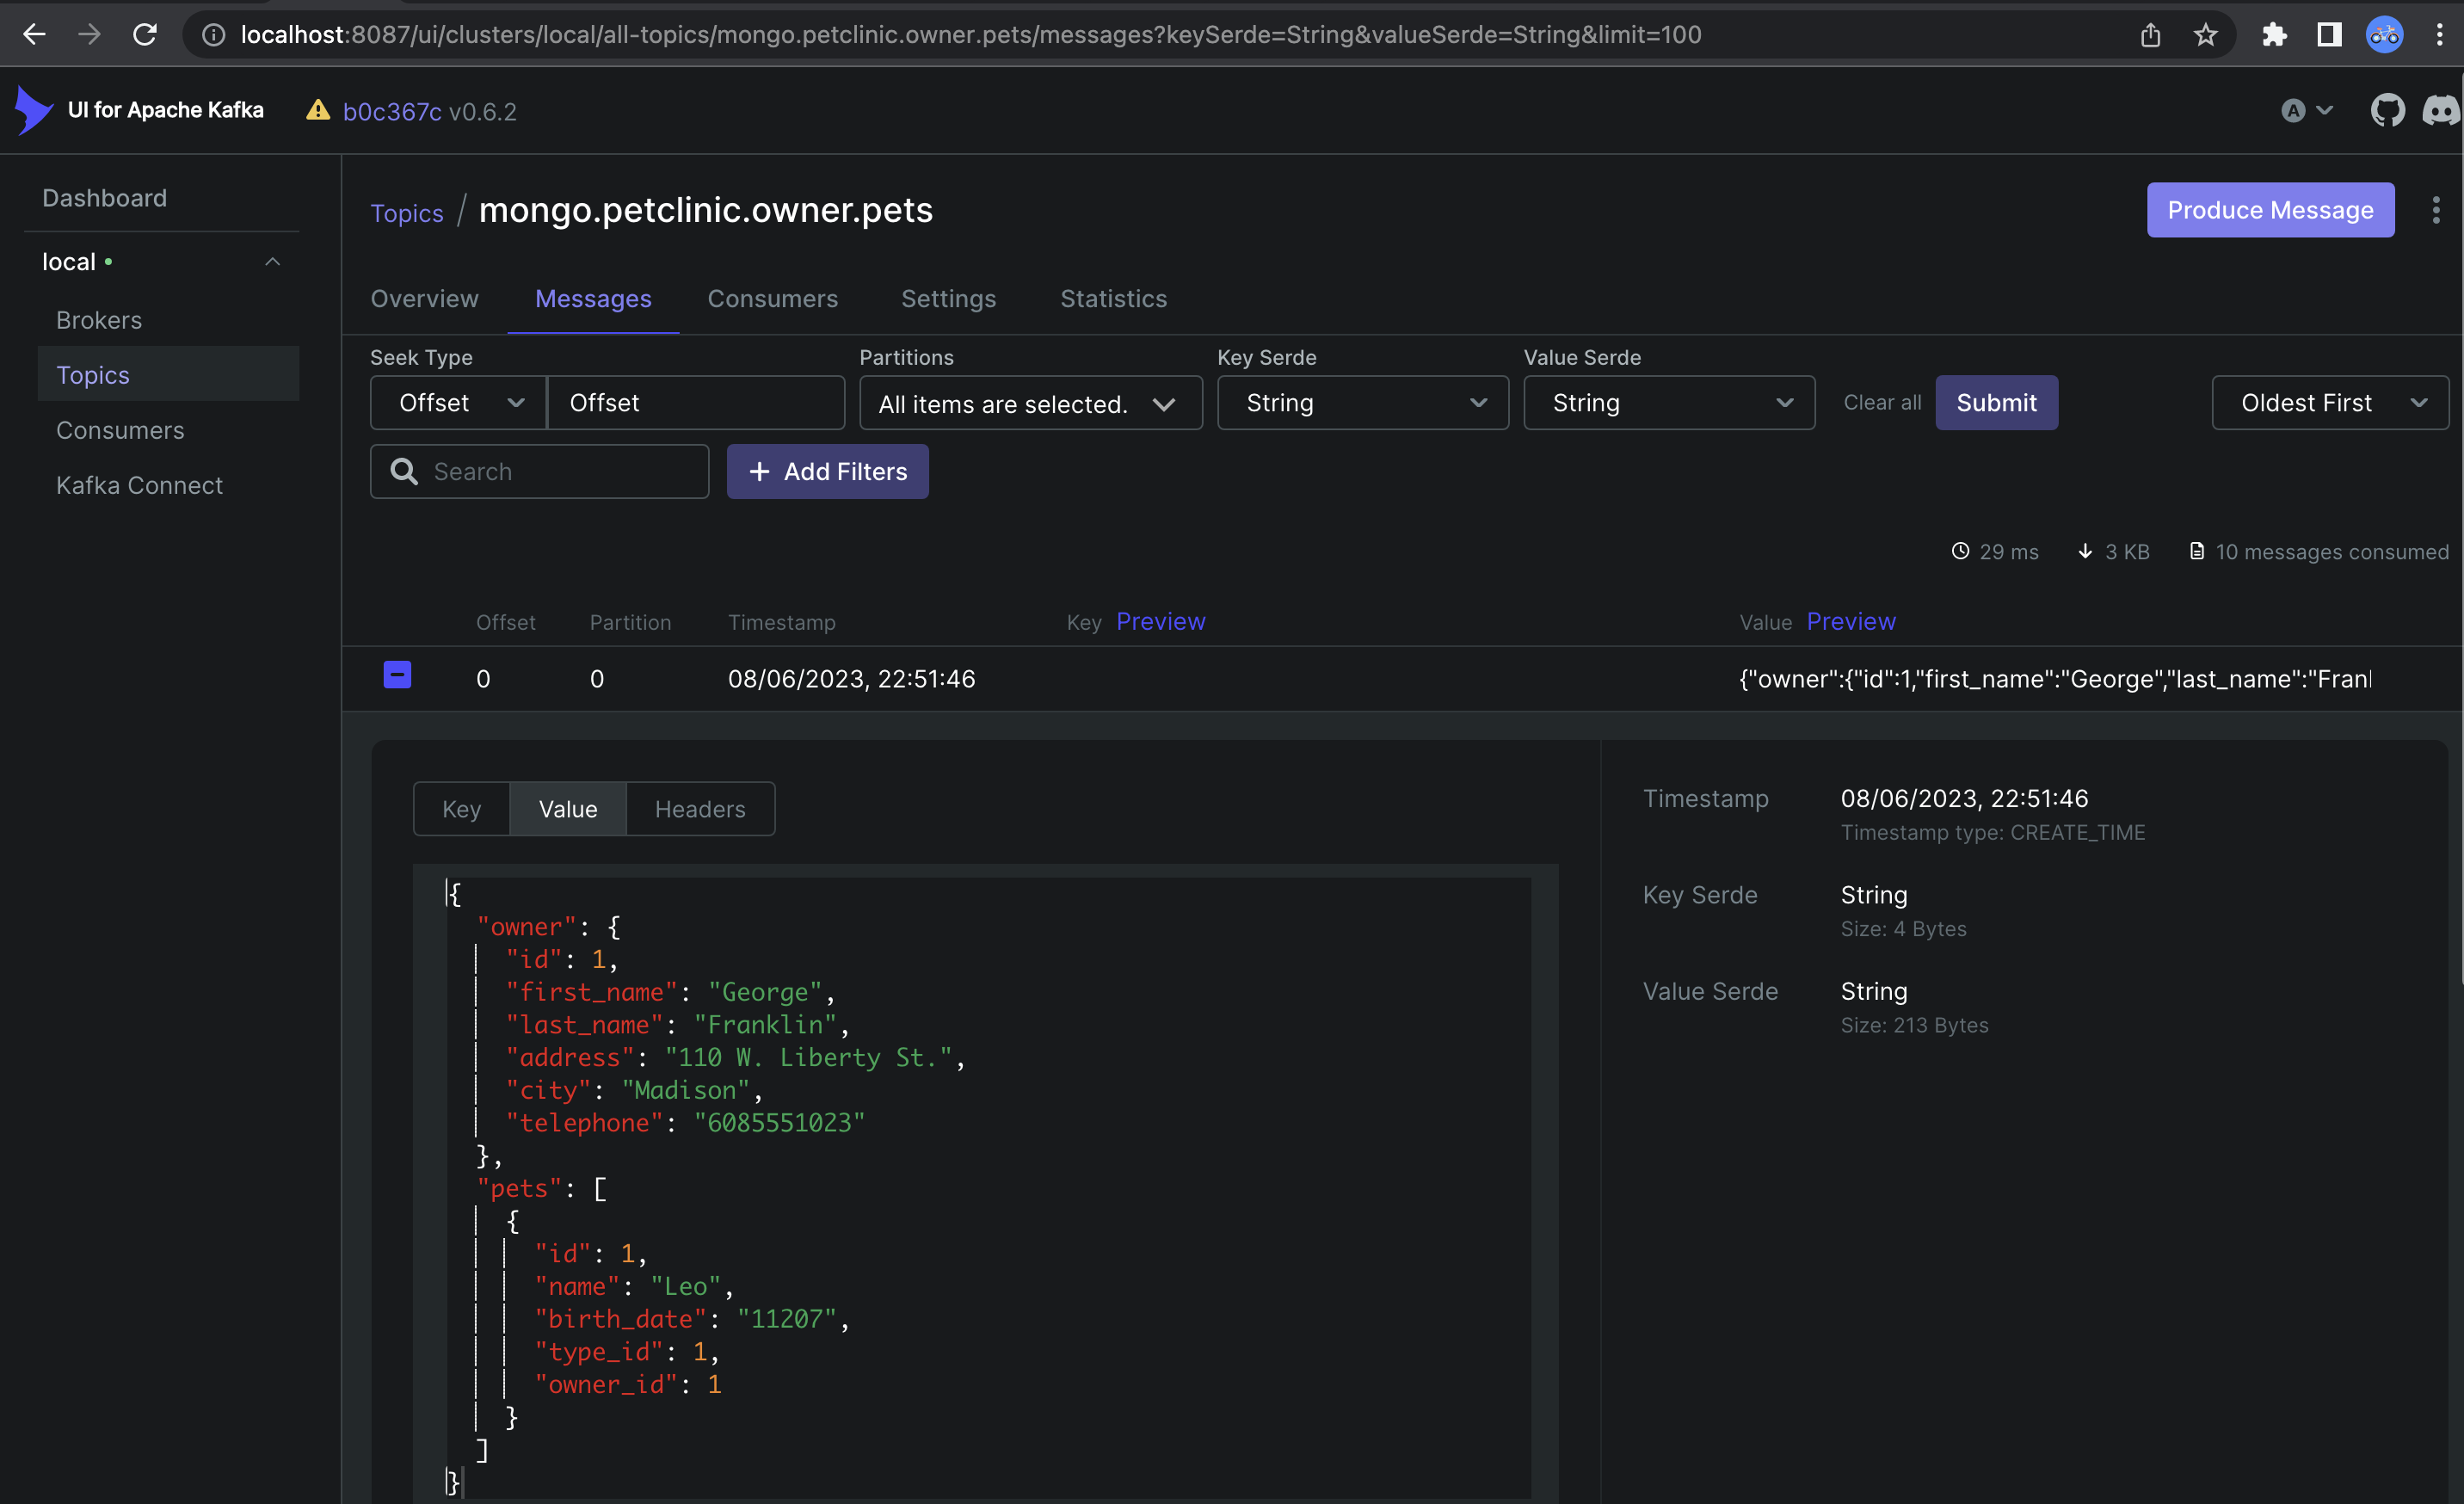 localhost:8087/ui/clusters/local/all-topics/mongo.petclinic.owner.pets/messages?keySerde=String&valueSerde=String&limit=100
UI for Apache Kafka b0c367c v0.6.2 A
Dashboard
local
Brokers
Topics
Consumers
Kafka Connect
Topics / mongo.petclinic.owner.pets Produce Message
Overview Messages Consumers Settings Statistics
Seek Type Partitions Key Serde Value Serde
Offset Offset All items are selected. String String Clear all Submit Oldest First
Search + Add Filters
29 ms 3 KB 10 messages consumed
Offset Partition Timestamp Key Preview Value Preview
0 0 08/06/2023, 22:51:46 {"owner":{"id":1,"first_name":"George","last_name":"Frankl
Key Value Headers
{
"owner": {
"id": 1,
"first_name": "George",
"last_name": "Franklin",
"address": "110 W. Liberty St.",
"city": "Madison",
"telephone": "6085551023"
},
"pets": [
{
"id": 1,
"name": "Leo",
"birth_date": "11207",
"type_id": 1,
"owner_id": 1
}
]
}
Timestamp 08/06/2023, 22:51:46
Timestamp type: CREATE_TIME
Key Serde String
Size: 4 Bytes
Value Serde String
Size: 213 Bytes